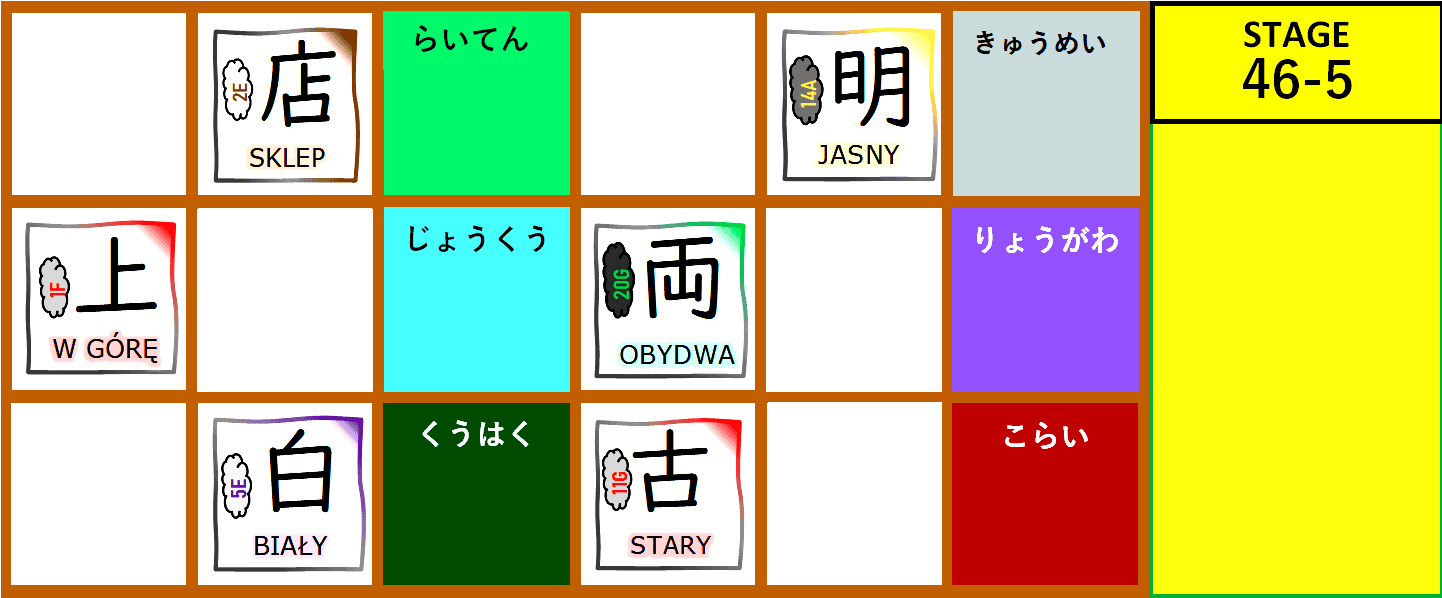 2E
店
SKLEP
らいてん
14A
明
JASNY
きゅうめい
STAGE
46-5
1F
上
W GÓRĘ
じょうくう
20G
両
OBYDWA
りょうがわ
5E
白
BIAŁY
くうはく
11G
古
STARY
こらい